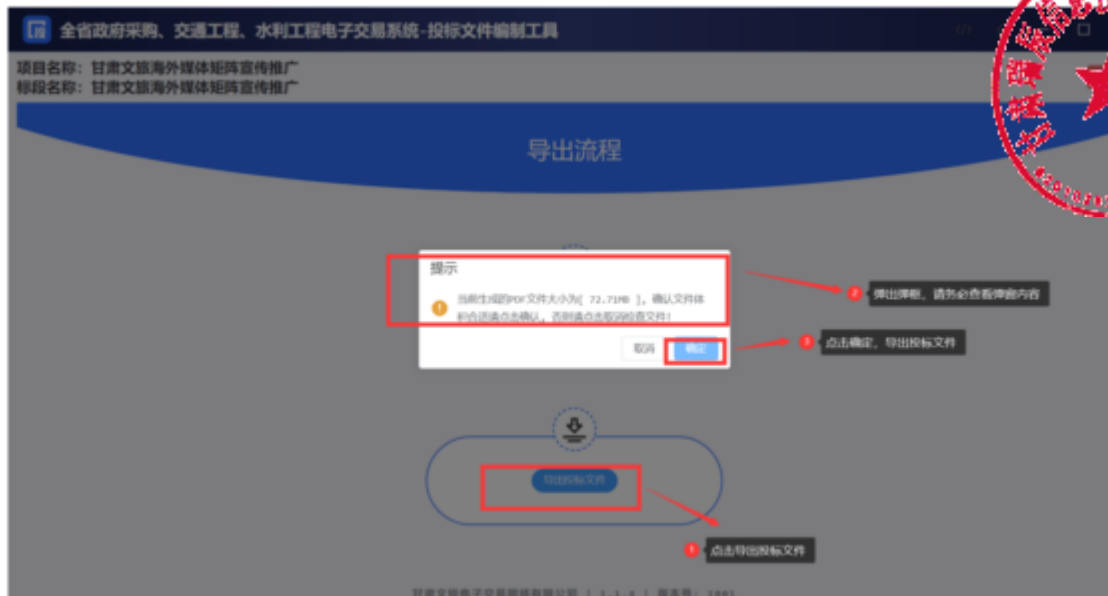 全省政府采购、交通工程、水利工程电子交易系统-投标文件编制工具
项目名称：甘肃文旅海外媒体矩阵宣传推广
标段名称：甘肃文旅海外媒体矩阵宣传推广
导出流程
提示
当前生成的PDF文件大小为[ 72.71MB ]，确认文件体
积合适请点击确认，否则请点击取消检查文件！
取消
确定
2 弹出弹框，请务必查看弹窗内容
3 点击确定，导出投标文件
导出投标文件
1 点击导出投标文件